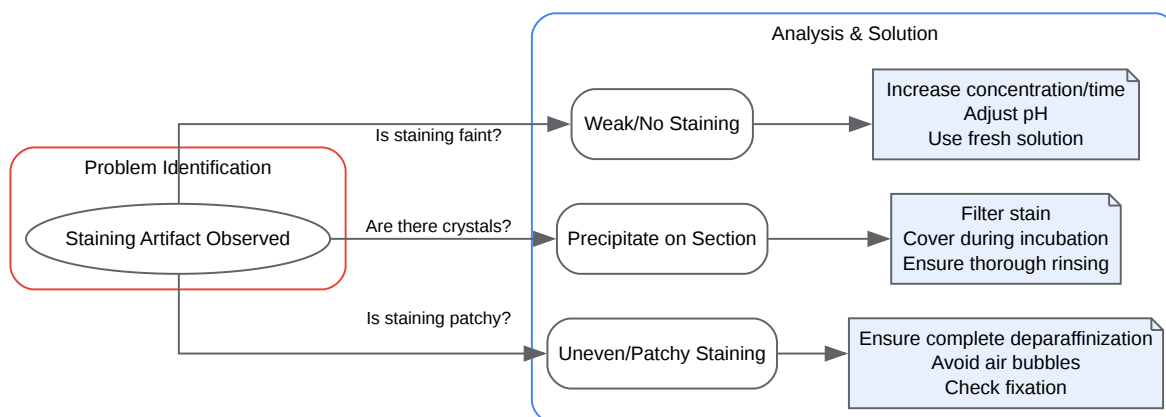 Analysis & Solution
Is staining faint?
Weak/No Staining
Increase concentration/time
Adjust pH
Use fresh solution
Problem Identification
Staining Artifact Observed
Are there crystals?
Precipitate on Section
Filter stain
Cover during incubation
Ensure thorough rinsing
Is staining patchy?
Uneven/Patchy Staining
Ensure complete deparaffinization
Avoid air bubbles
Check fixation